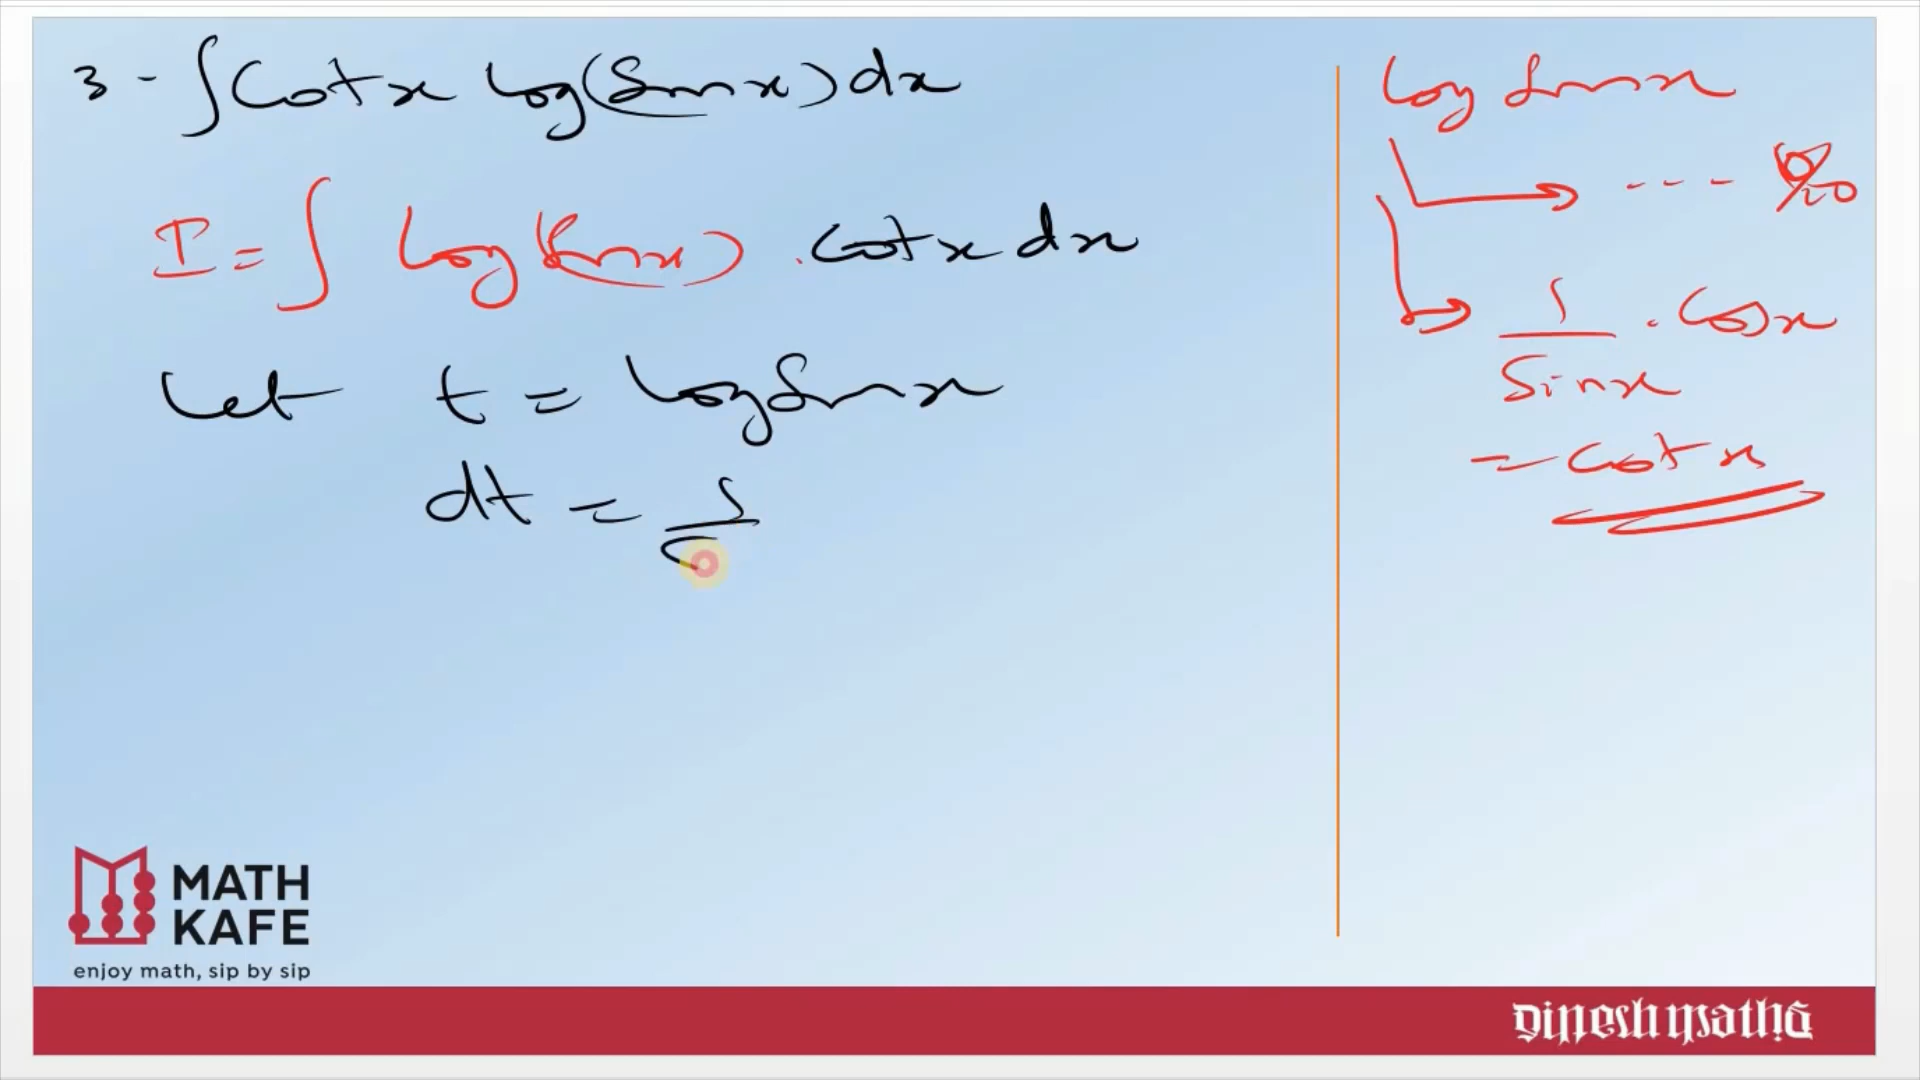 3 - ∫ Cot x log(Sin x) dx
I = ∫ log(Sin x) . cot x dx
Let t = log Sin x
dt = 1
log Sin x
1/Sin x . Cos x
= cot x
MATH
KAFE
enjoy math, sip by sip
Dinesh Maths